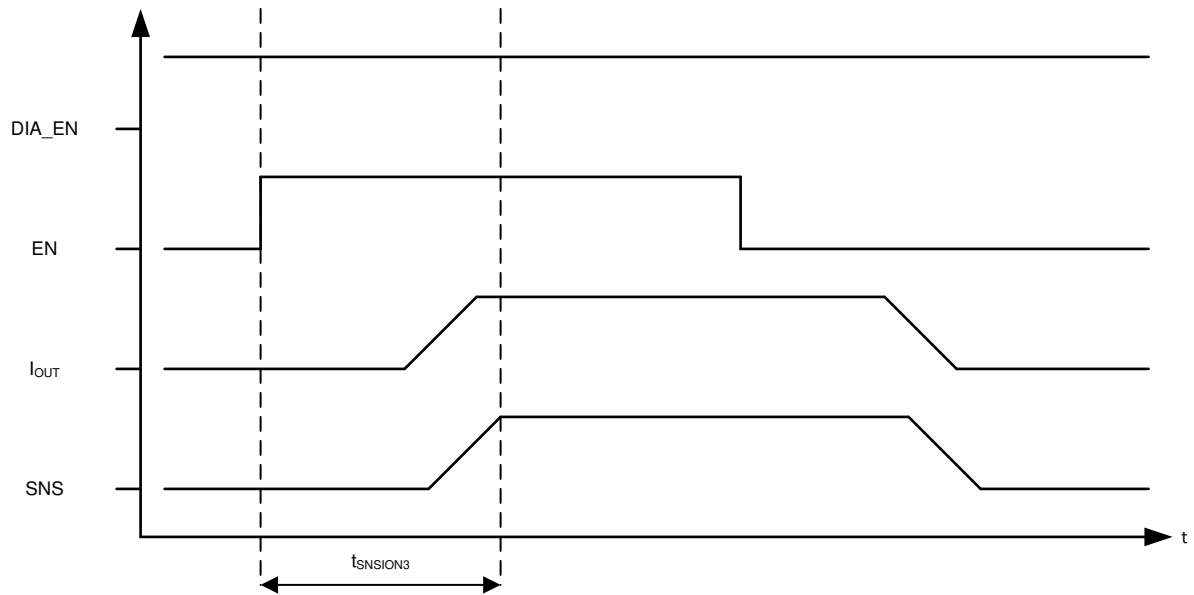 DIA_EN
EN
IOUT
SNS
t
tSNSION3